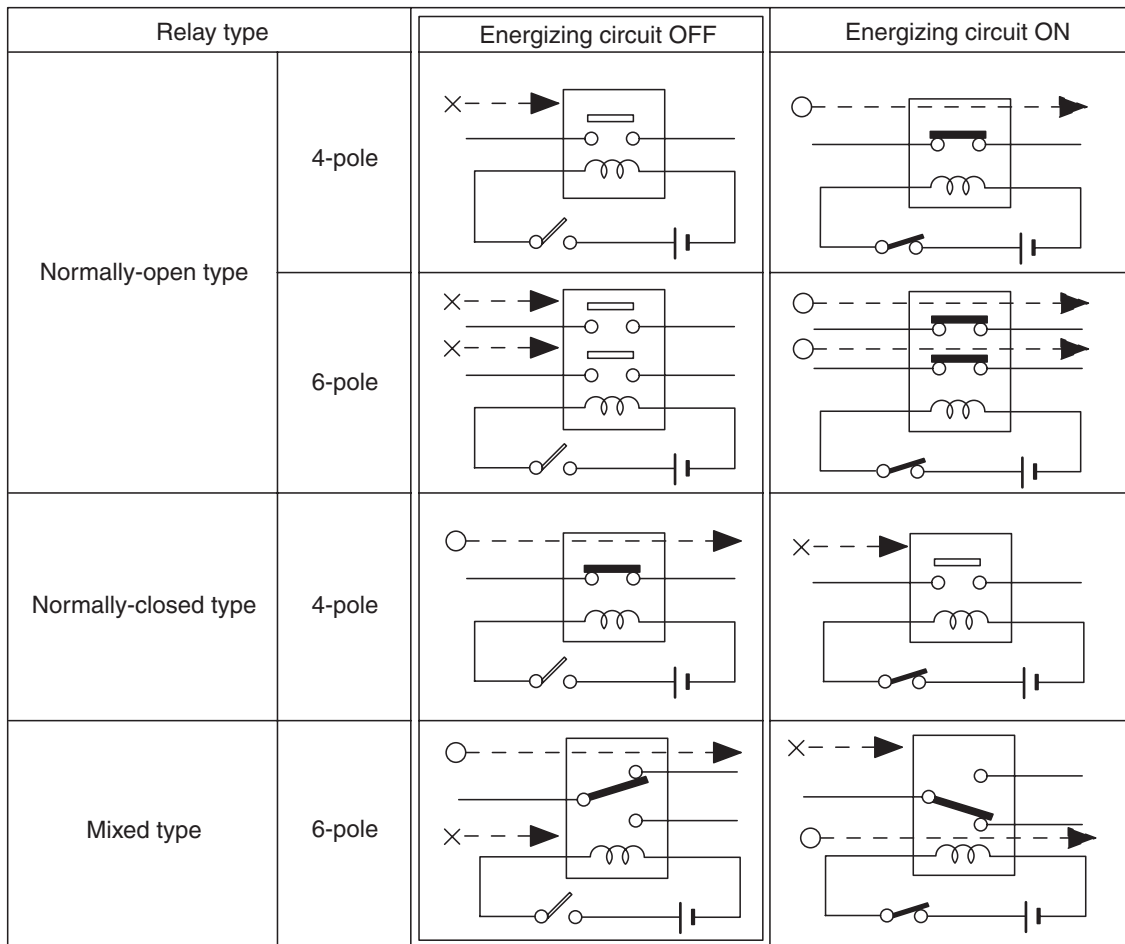 Relay type
Energizing circuit OFF
Energizing circuit ON
Normally-open type
4-pole
6-pole
Normally-closed type
4-pole
Mixed type
6-pole